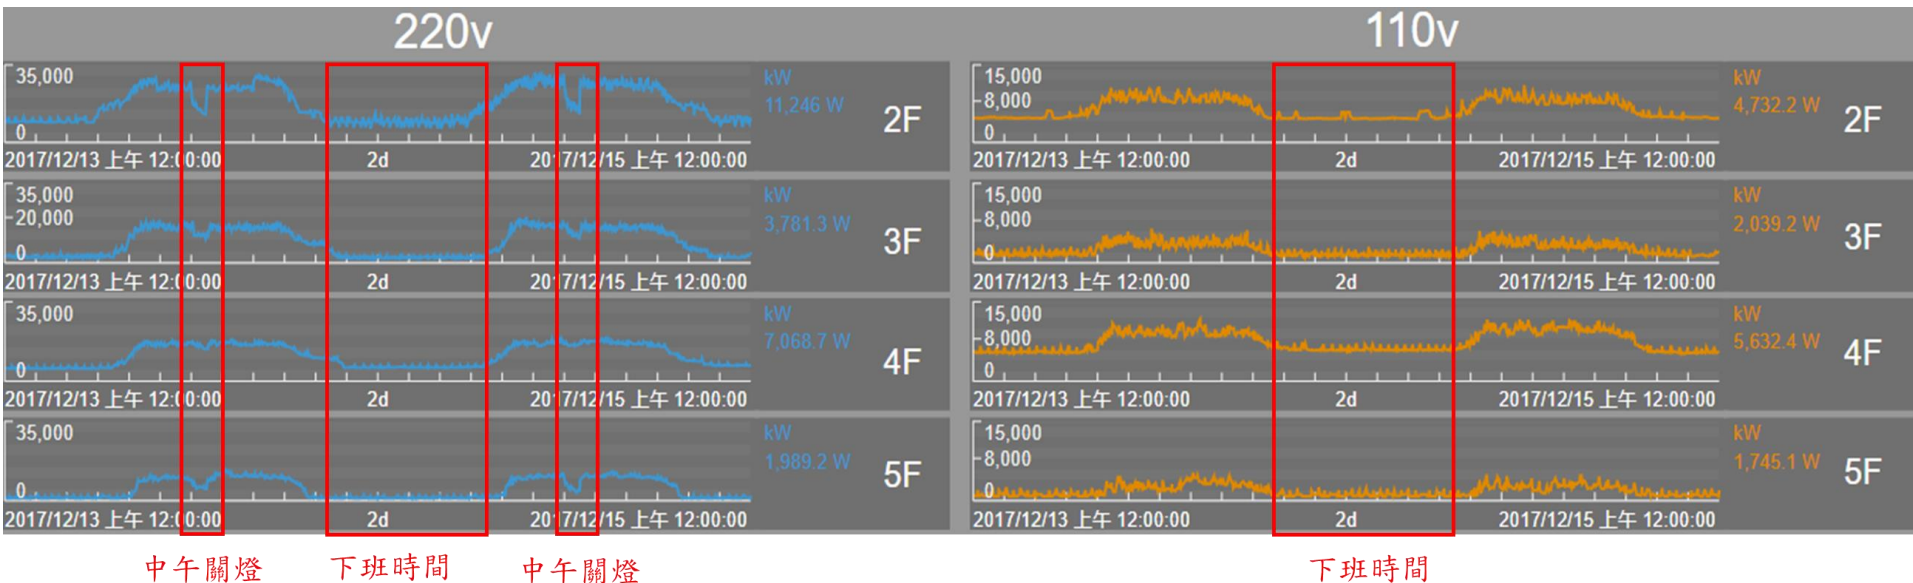 220v
110v
35,000
0
kW
11,246 W
2F
2017/12/13 上午 12:00:00
2d
2017/12/15 上午 12:00:00
35,000
20,000
0
kW
3,781.3 W
3F
2017/12/13 上午 12:00:00
2d
2017/12/15 上午 12:00:00
35,000
0
kW
7,068.7 W
4F
2017/12/13 上午 12:00:00
2d
2017/12/15 上午 12:00:00
35,000
0
kW
1,989.2 W
5F
2017/12/13 上午 12:00:00
2d
2017/12/15 上午 12:00:00
15,000
8,000
0
kW
4,732.2 W
2F
2017/12/13 上午 12:00:00
2d
2017/12/15 上午 12:00:00
15,000
8,000
0
kW
2,039.2 W
3F
2017/12/13 上午 12:00:00
2d
2017/12/15 上午 12:00:00
15,000
8,000
0
kW
5,632.4 W
4F
2017/12/13 上午 12:00:00
2d
2017/12/15 上午 12:00:00
15,000
8,000
0
kW
1,745.1 W
5F
2017/12/13 上午 12:00:00
2d
2017/12/15 上午 12:00:00
中午關燈
下班時間
中午關燈
下班時間